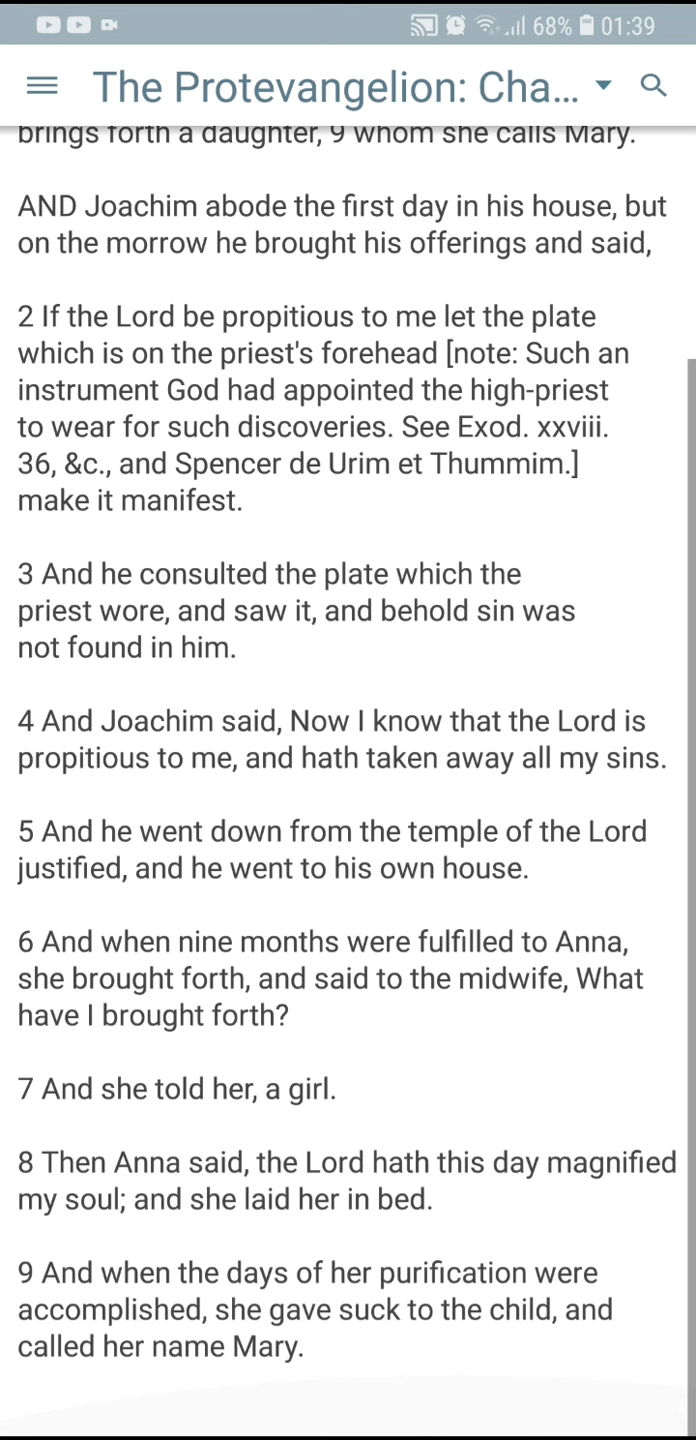 68% 01:39
The Protevangelion: Cha...
brings forth a daughter, 9 whom she calls Mary.
AND Joachim abode the first day in his house, but
on the morrow he brought his offerings and said,
2 If the Lord be propitious to me let the plate
which is on the priest's forehead [note: Such an
instrument God had appointed the high-priest
to wear for such discoveries. See Exod. xxviii.
36, &c., and Spencer de Urim et Thummim.]
make it manifest.
3 And he consulted the plate which the
priest wore, and saw it, and behold sin was
not found in him.
4 And Joachim said, Now I know that the Lord is
propitious to me, and hath taken away all my sins.
5 And he went down from the temple of the Lord
justified, and he went to his own house.
6 And when nine months were fulfilled to Anna,
she brought forth, and said to the midwife, What
have I brought forth?
7 And she told her, a girl.
8 Then Anna said, the Lord hath this day magnified
my soul; and she laid her in bed.
9 And when the days of her purification were
accomplished, she gave suck to the child, and
called her name Mary.